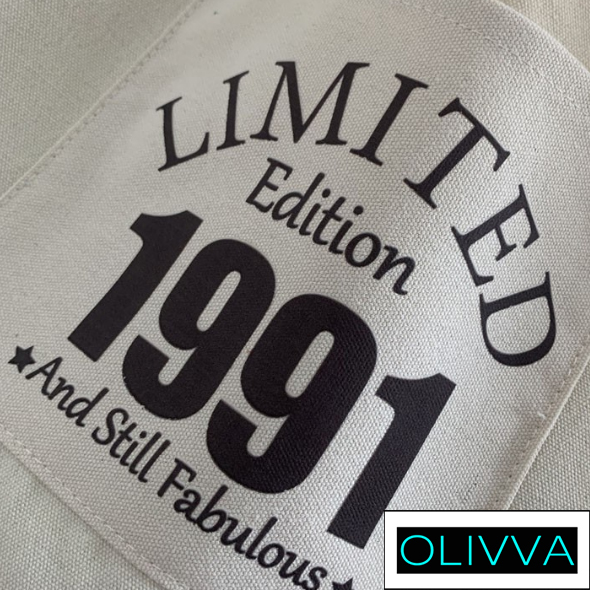 LIMITED
Edition
1991
And Still Fabulous
OLIVVA